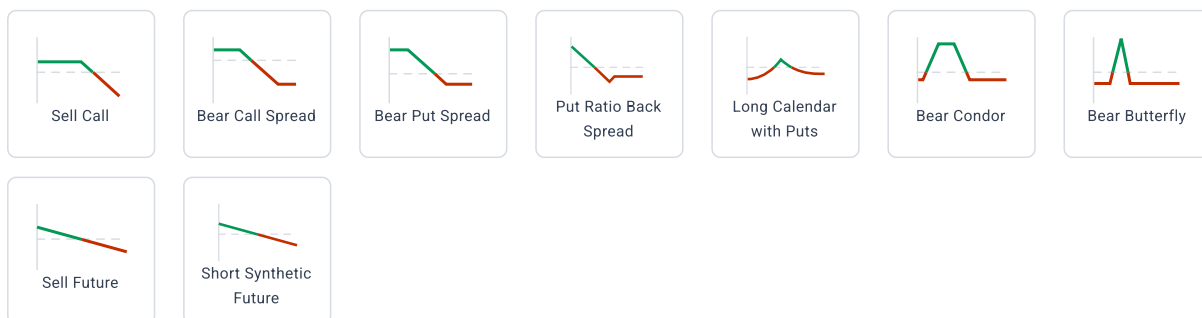 Sell Call
Bear Call Spread
Bear Put Spread
Put Ratio Back
Spread
Long Calendar
with Puts
Bear Condor
Bear Butterfly
Sell Future
Short Synthetic
Future